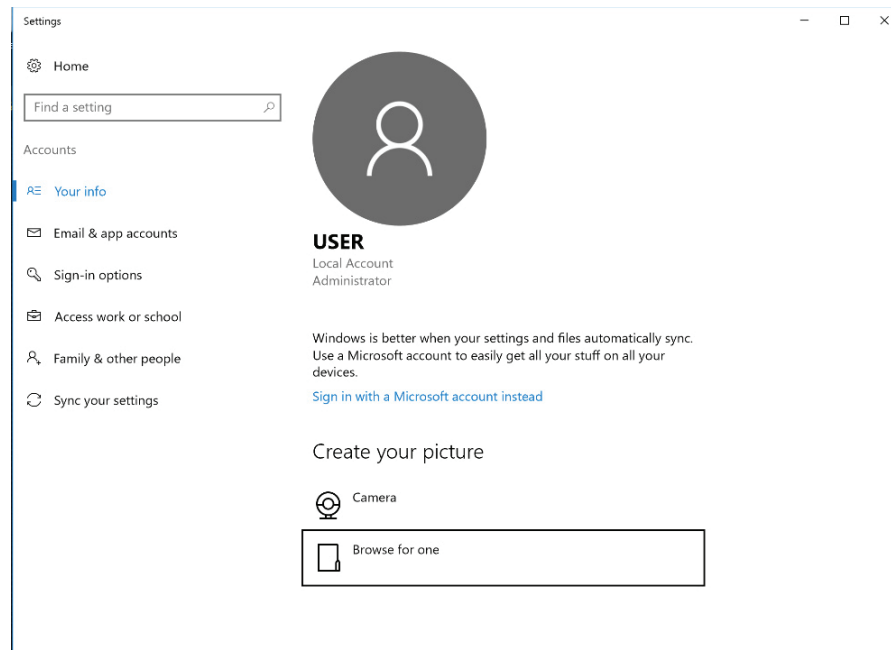 Settings
Home
Find a setting
Accounts
Your info
Email & app accounts
Sign-in options
Access work or school
Family & other people
Sync your settings
USER
Local Account
Administrator
Windows is better when your settings and files automatically sync.
Use a Microsoft account to easily get all your stuff on all your
devices.
Sign in with a Microsoft account instead
Create your picture
Camera
Browse for one